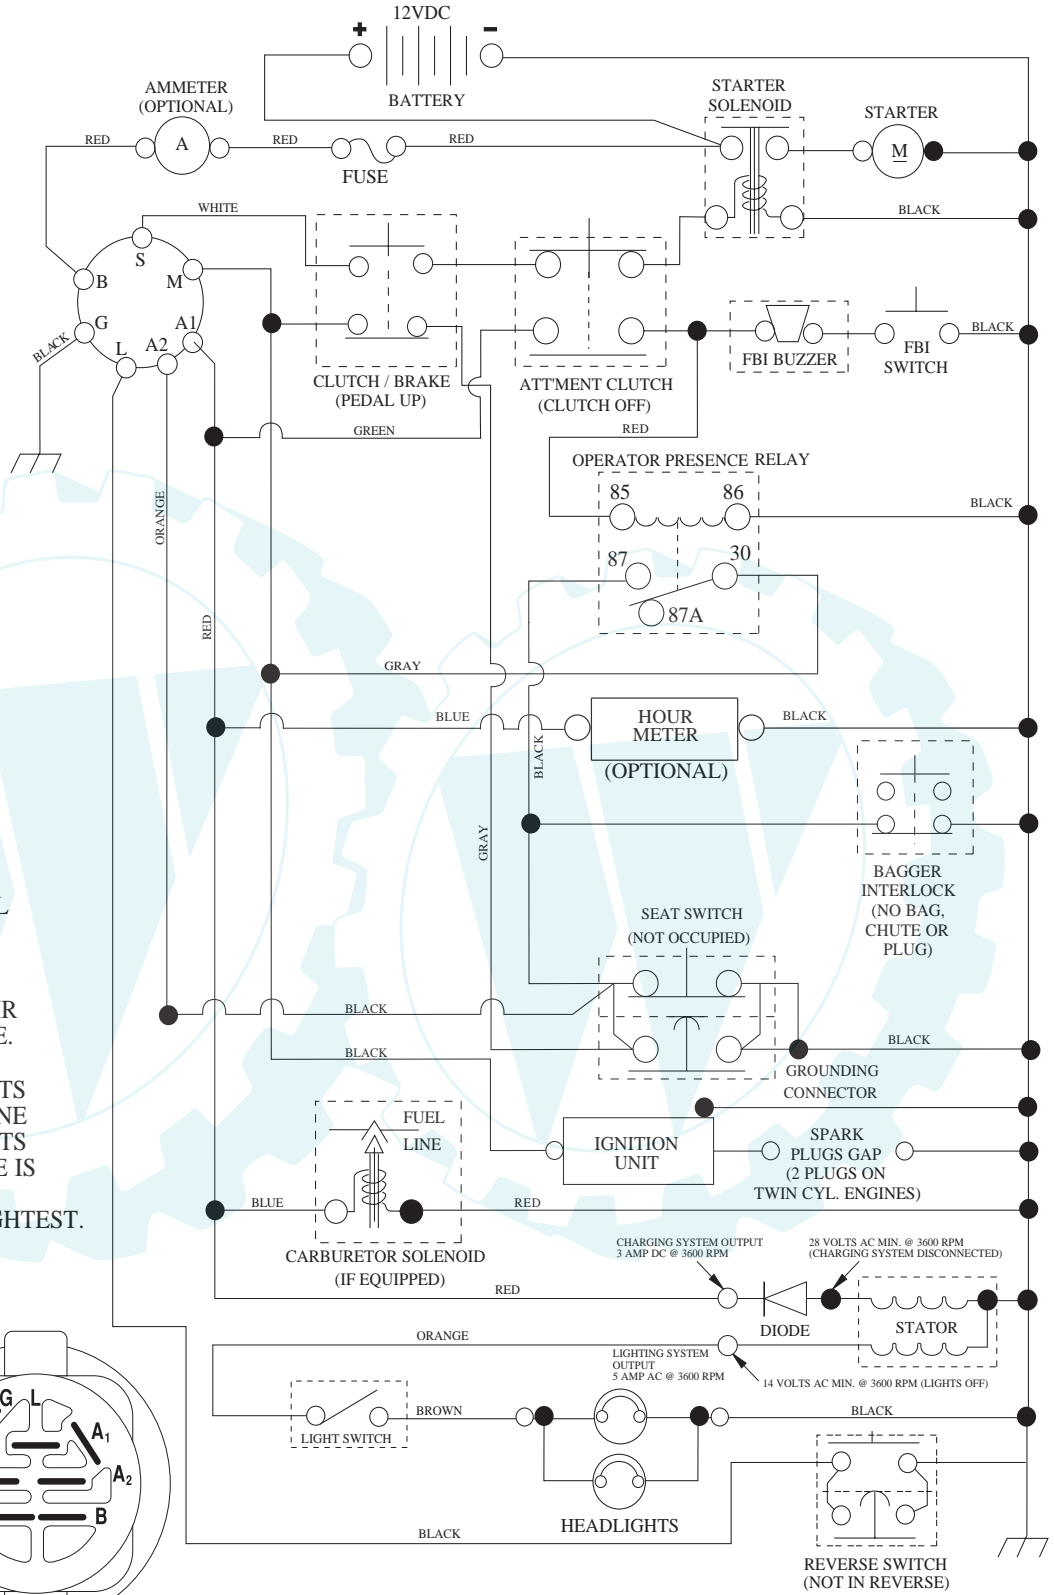 12VDC
+
-
BATTERY
AMMETER
(OPTIONAL)
STARTER
SOLENOID
STARTER
RED
A
RED
RED
FUSE
M
WHITE
BLACK
S
B
M
G
A1
L
A2
BLACK
CLUTCH / BRAKE
(PEDAL UP)
ATT'MENT CLUTCH
(CLUTCH OFF)
FBI BUZZER
FBI
SWITCH
BLACK
GREEN
RED
OPERATOR PRESENCE RELAY
85
86
BLACK
87
30
87A
ORANGE
RED
GRAY
BLUE
HOUR
METER
(OPTIONAL)
BLACK
BLACK
GRAY
BAGGER
INTERLOCK
(NO BAG,
CHUTE OR
PLUG)
SEAT SWITCH
(NOT OCCUPIED)
BLACK
BLACK
BLACK
GROUNDING
CONNECTOR
FUEL
LINE
IGNITION
UNIT
SPARK
PLUGS GAP
(2 PLUGS ON
TWIN CYL. ENGINES)
BLUE
RED
CARBURETOR SOLENOID
(IF EQUIPPED)
CHARGING SYSTEM OUTPUT
3 AMP DC @ 3600 RPM
28 VOLTS AC MIN. @ 3600 RPM
(CHARGING SYSTEM DISCONNECTED)
RED
DIODE
STATOR
ORANGE
LIGHTING SYSTEM
OUTPUT
5 AMP AC @ 3600 RPM
14 VOLTS AC MIN. @ 3600 RPM (LIGHTS OFF)
LIGHT SWITCH
BROWN
BLACK
HEADLIGHTS
BLACK
REVERSE SWITCH
(NOT IN REVERSE)
L
IR
E.
TS
NE
TS
E IS
GHTEST.
G L
A1
A2
B